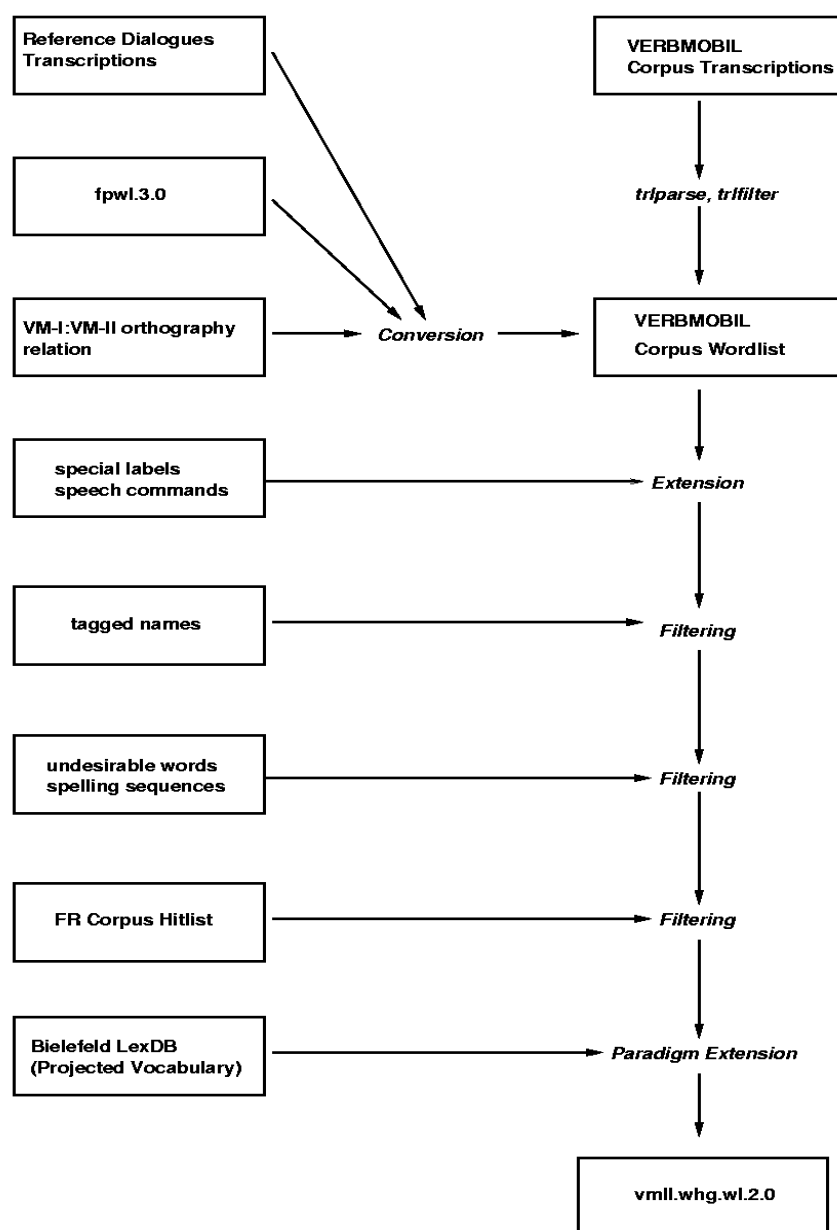 Reference Dialogues
Transcriptions
VERBMOBIL
Corpus Transcriptions
fpwl.3.0
trlparse, trlfilter
VM-I:VM-II orthography
relation
Conversion
VERBMOBIL
Corpus Wordlist
special labels
speech commands
Extension
tagged names
Filtering
undesirable words
spelling sequences
Filtering
FR Corpus Hitlist
Filtering
Bielefeld LexDB
(Projected Vocabulary)
Paradigm Extension
vmII.whg.wl.2.0